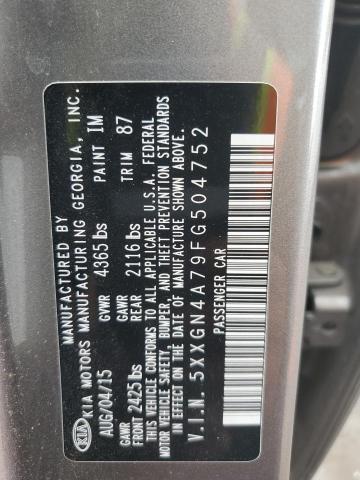 KIA
MANUFACTURED BY
KIA MOTORS MANUFACTURING GEORGIA, INC.
AUG/04/15 GVWR 4365 lbs PAINT IM
GAWR FRONT 2425 lbs GAWR REAR 2116 lbs TRIM 87
THIS VEHICLE CONFORMS TO ALL APPLICABLE U.S.A. FEDERAL
MOTOR VEHICLE SAFETY, BUMPER, AND THEFT PREVENTION STANDARDS
IN EFFECT ON THE DATE OF MANUFACTURE SHOWN ABOVE.
V.I.N. 5XXGN4A79FG504752
PASSENGER CAR